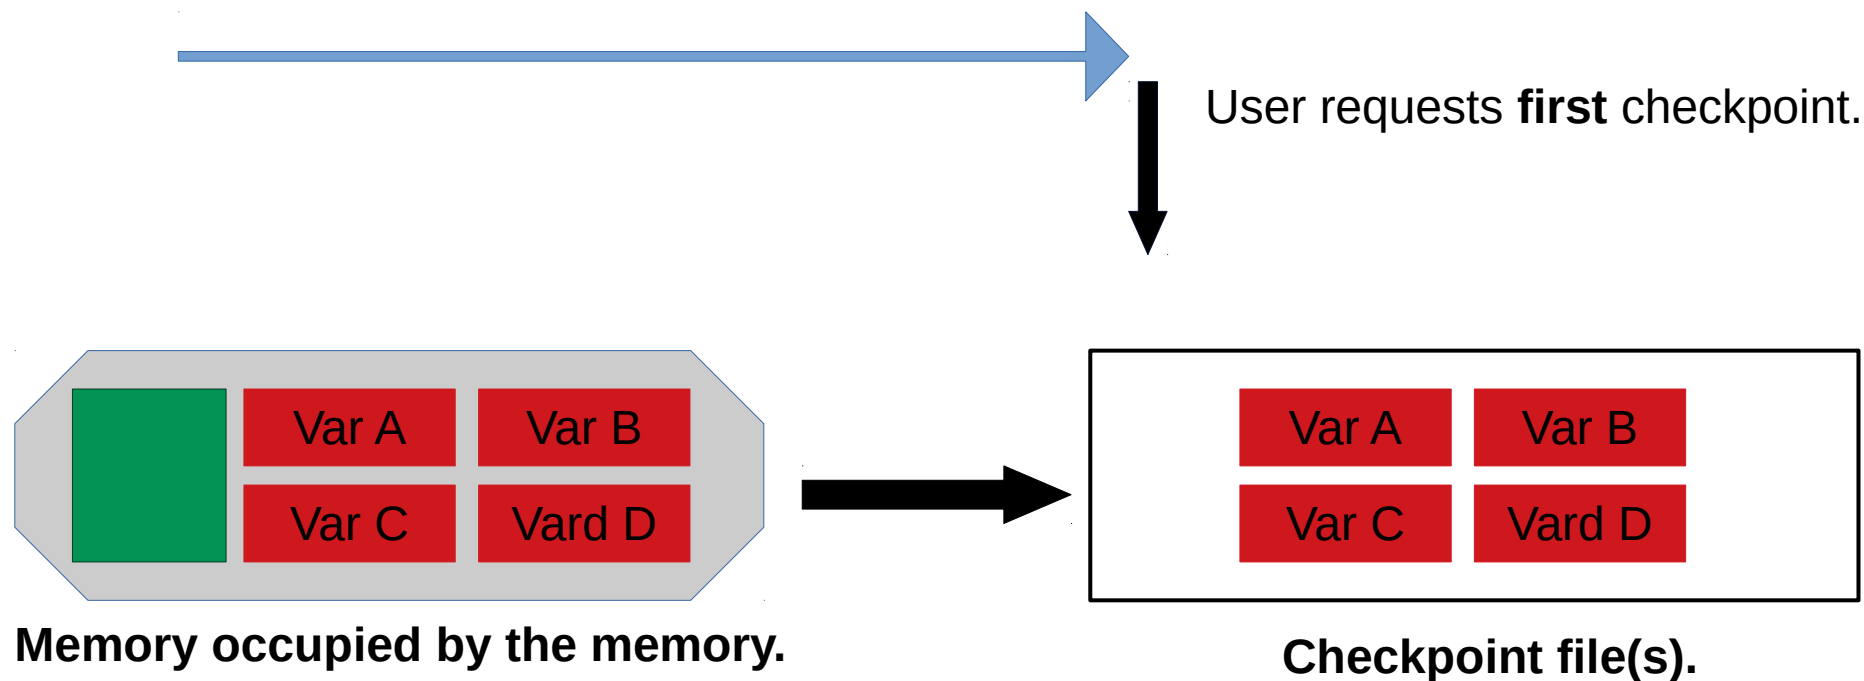 User requests first checkpoint.
Var A Var B Var A Var B
Var C Vard D Var C Vard D
Memory occupied by the memory.
Checkpoint file(s).